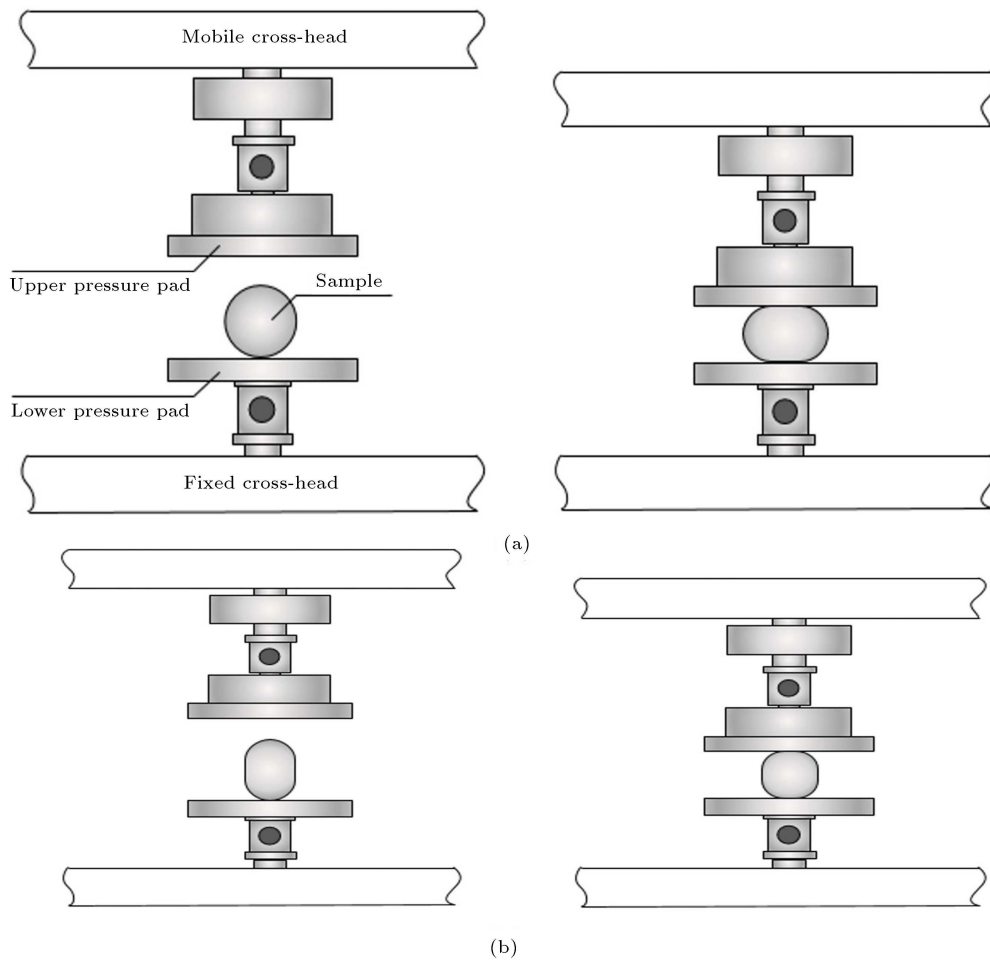 Mobile cross-head
Upper pressure pad
Sample
Lower pressure pad
Fixed cross-head
(a)
(b)